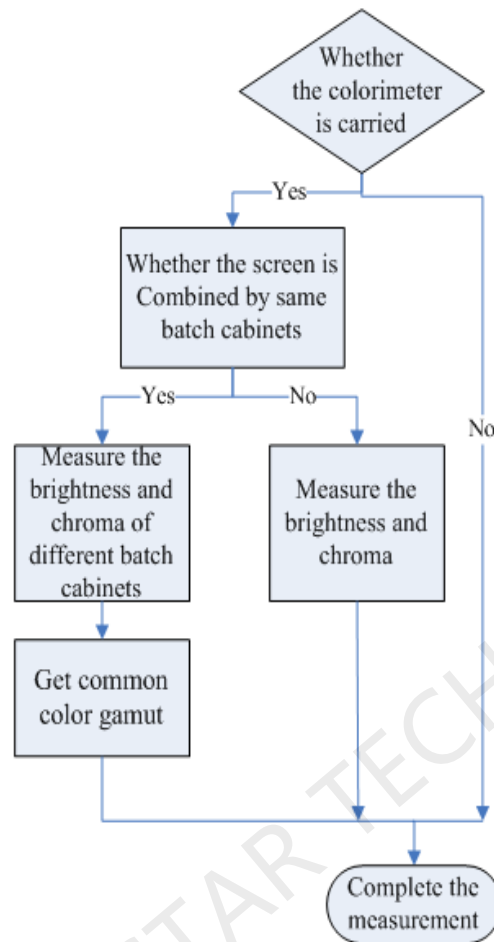 Whether
the colorimeter
is carried
Yes
Whether the screen is
Combined by same
batch cabinets
Yes
No
No
Measure the
brightness and
chroma of
different batch
cabinets
Measure the
brightness and
chroma
Get common
color gamut
Complete the
measurement
STAR TECH